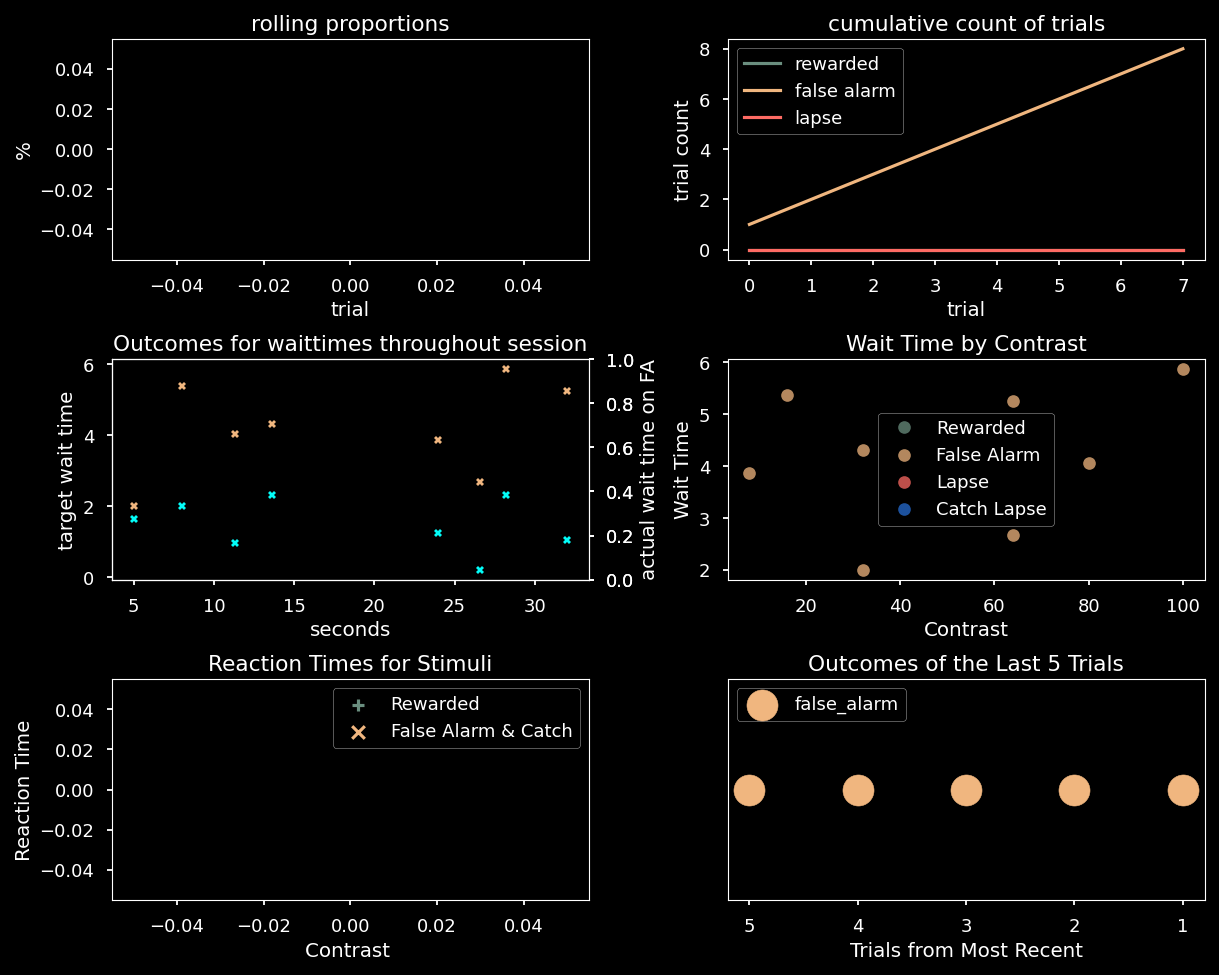 rolling proportions
%
0.04
0.02
0.00
−0.02
−0.04
−0.04 −0.02 0.00 0.02 0.04
trial
cumulative count of trials
trial count
8
6
4
2
0
rewarded
false alarm
lapse
0 1 2 3 4 5 6 7
trial
Outcomes for waittimes throughout session
target wait time
6
4
2
0
5 10 15 20 25 30
seconds
1.0
0.8
0.6
0.4
0.2
0.0
actual wait time on FA
Wait Time by Contrast
Wait Time
6
5
4
3
2
Rewarded
False Alarm
Lapse
Catch Lapse
20 40 60 80 100
Contrast
Reaction Times for Stimuli
Reaction Time
0.04
0.02
0.00
−0.02
−0.04
Rewarded
False Alarm & Catch
−0.04 −0.02 0.00 0.02 0.04
Contrast
Outcomes of the Last 5 Trials
false_alarm
5 4 3 2 1
Trials from Most Recent